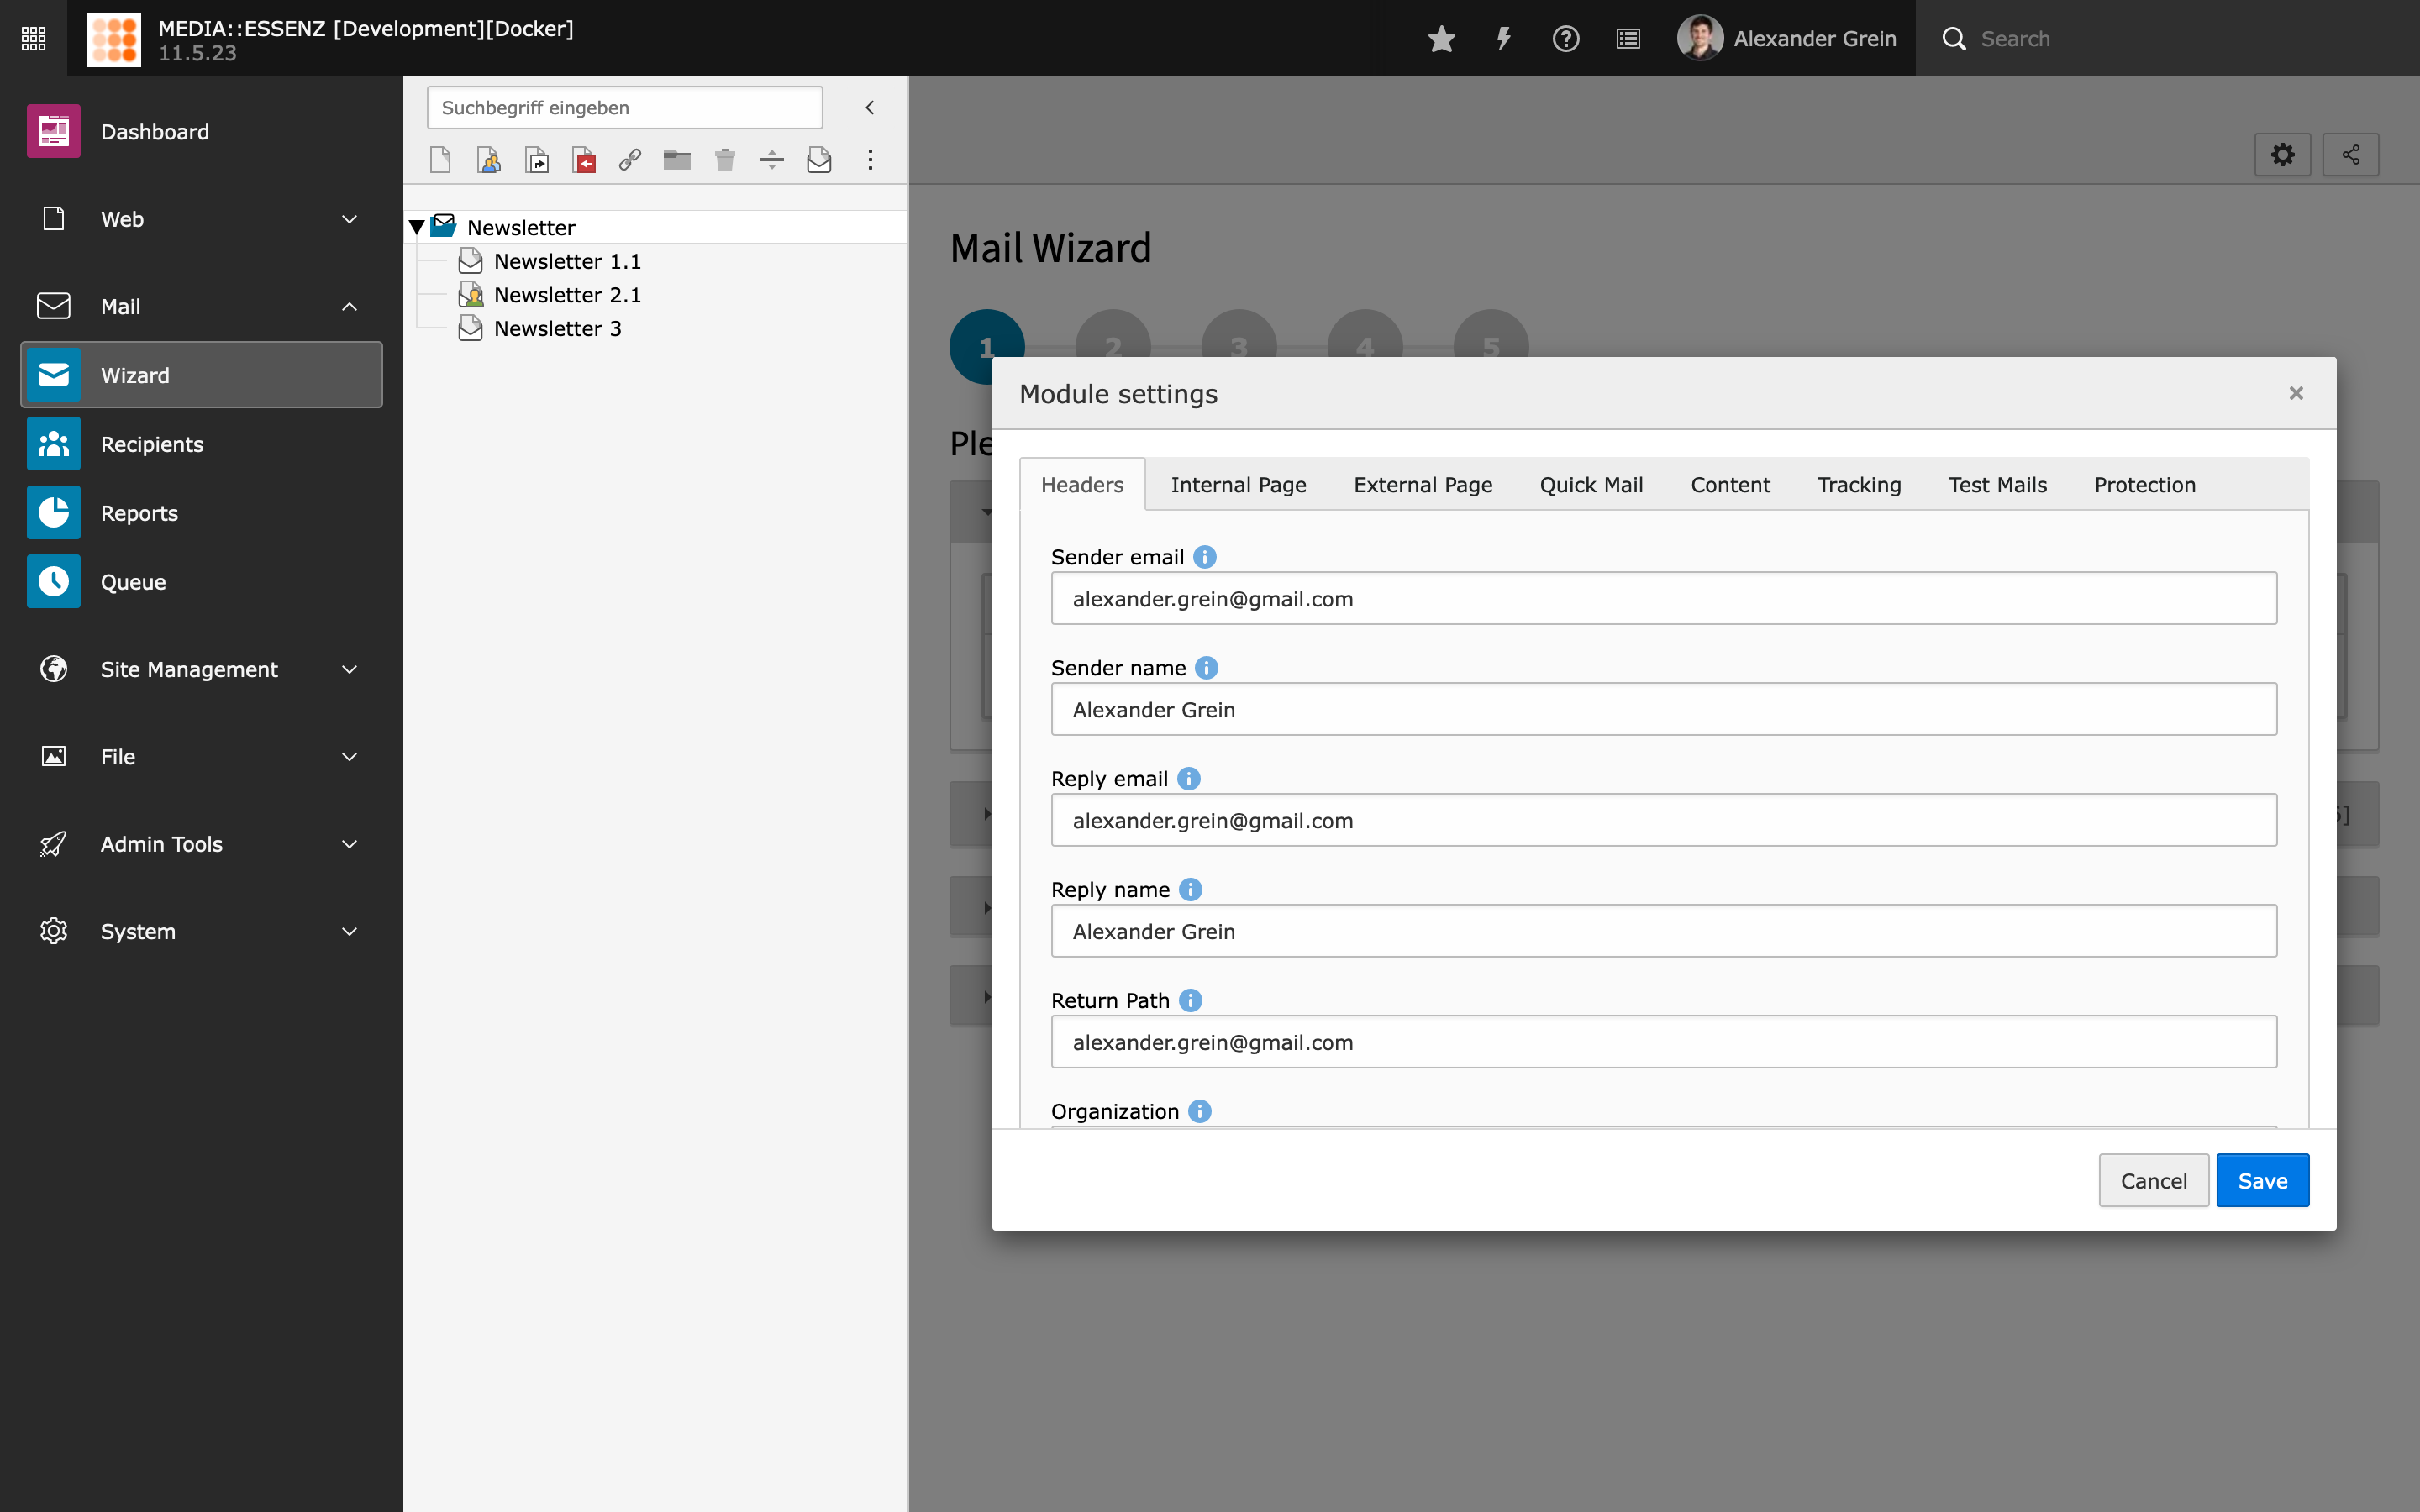 MEDIA::ESSENZ [Development][Docker]
11.5.23
Alexander Grein
Search
Dashboard
Web
Mail
Wizard
Recipients
Reports
Queue
Site Management
File
Admin Tools
System
Suchbegriff eingeben
Newsletter
Newsletter 1.1
Newsletter 2.1
Newsletter 3
Mail Wizard
1 2 3 4 5
Module settings
Headers Internal Page External Page Quick Mail Content Tracking Test Mails Protection
Sender email
alexander.grein@gmail.com
Sender name
Alexander Grein
Reply email
alexander.grein@gmail.com
Reply name
Alexander Grein
Return Path
alexander.grein@gmail.com
Organization
Cancel Save